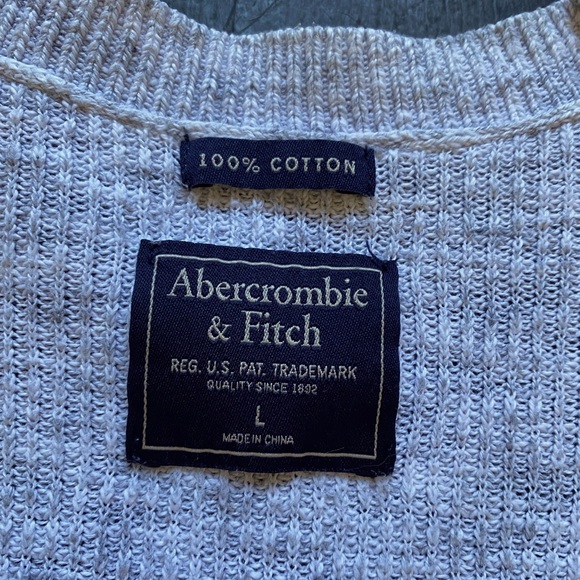 100% COTTON
Abercrombie
& Fitch
REG. U.S. PAT. TRADEMARK
QUALITY SINCE 1892
L
MADE IN CHINA